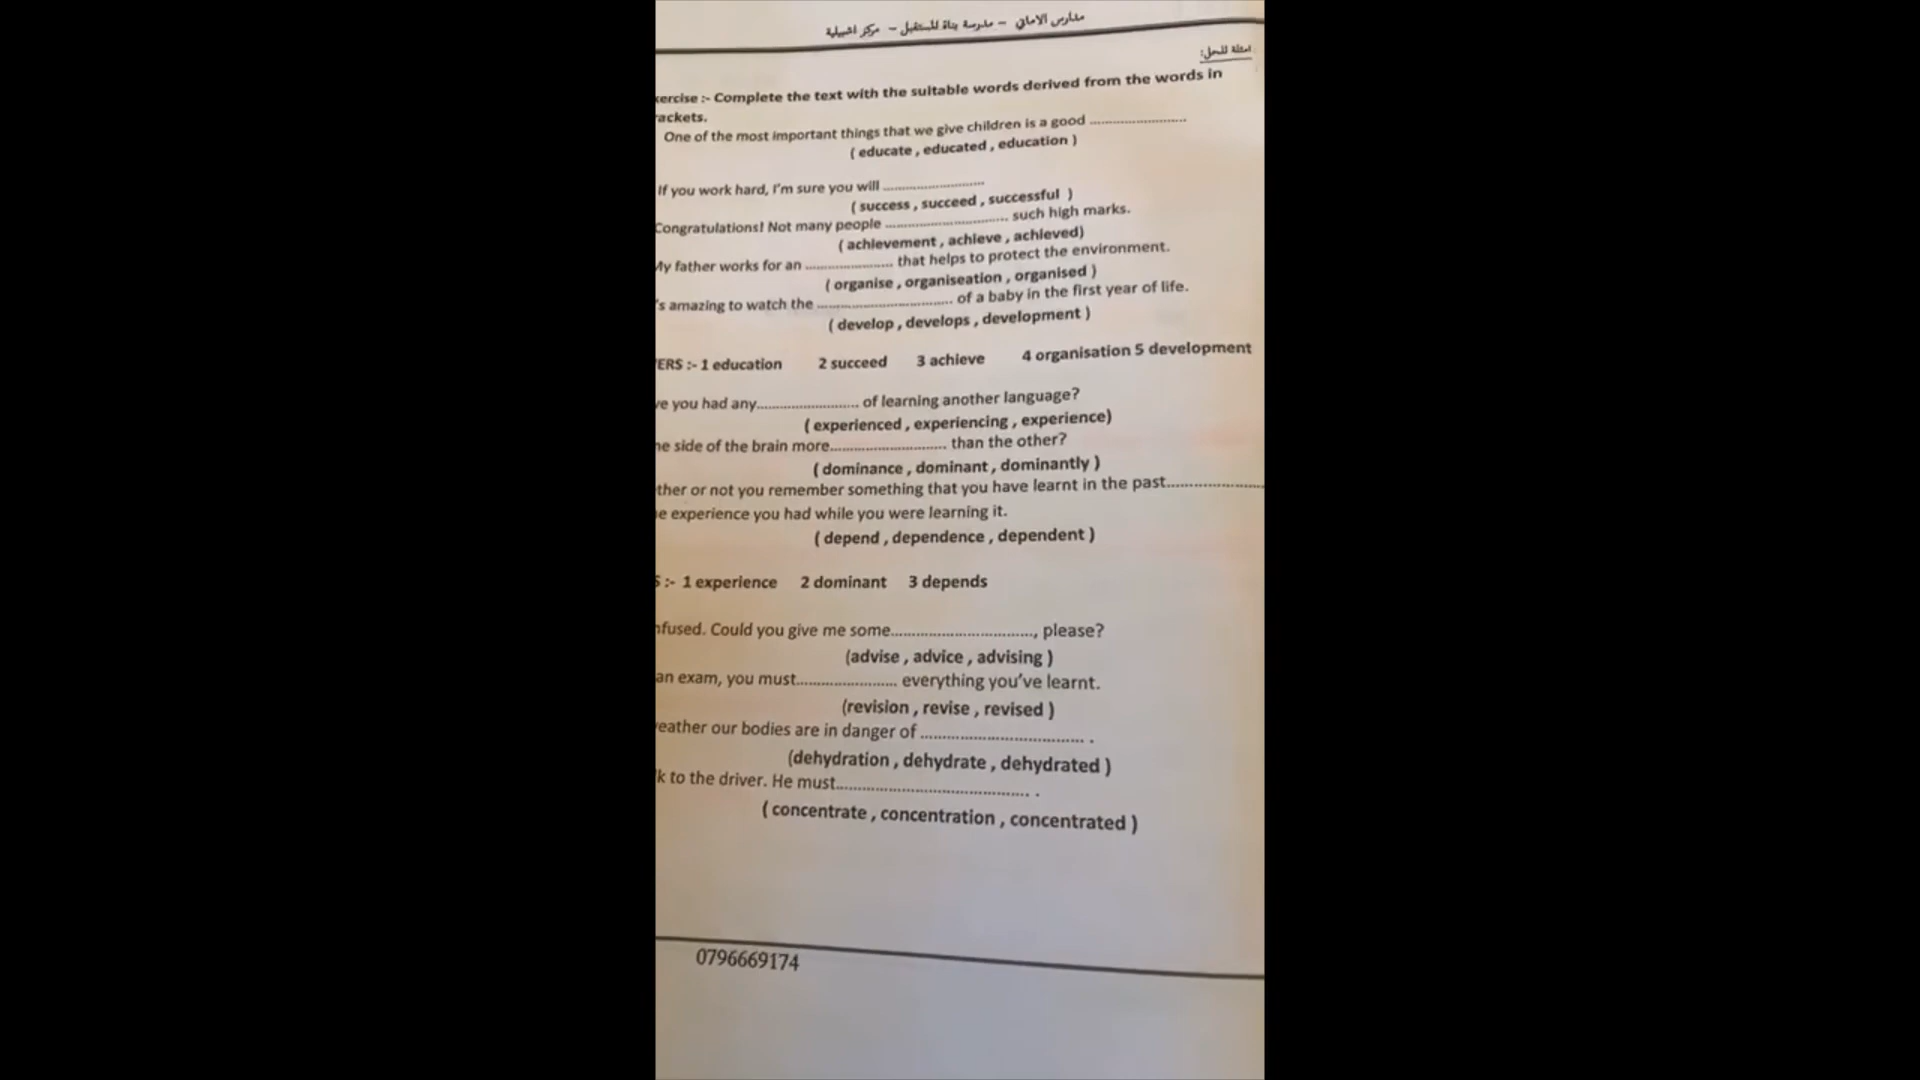 مدارس الاماني - مدرسة بناة المستقبل - مركز اشبيلية
امثلة للحل:
xercise :- Complete the text with the suitable words derived from the words in
rackets.
One of the most important things that we give children is a good ........................
( educate , educated , education )
If you work hard, I'm sure you will .........................
( success , succeed , successful )
Congratulations! Not many people .............................. such high marks.
( achievement , achieve , achieved)
My father works for an ...................... that helps to protect the environment.
( organise , organiseation , organised )
's amazing to watch the ................................. of a baby in the first year of life.
( develop , develops , development )
ERS :- 1 education 2 succeed 3 achieve 4 organisation 5 development
ve you had any......................... of learning another language?
( experienced , experiencing , experience)
ne side of the brain more............................ than the other?
( dominance , dominant , dominantly )
ther or not you remember something that you have learnt in the past......................
e experience you had while you were learning it.
( depend , dependence , dependent )
S :- 1 experience 2 dominant 3 depends
nfused. Could you give me some................................, please?
(advise , advice , advising )
an exam, you must....................... everything you've learnt.
(revision , revise , revised )
eather our bodies are in danger of ..................................... .
(dehydration , dehydrate , dehydrated )
k to the driver. He must........................................... .
( concentrate , concentration , concentrated )
0796669174